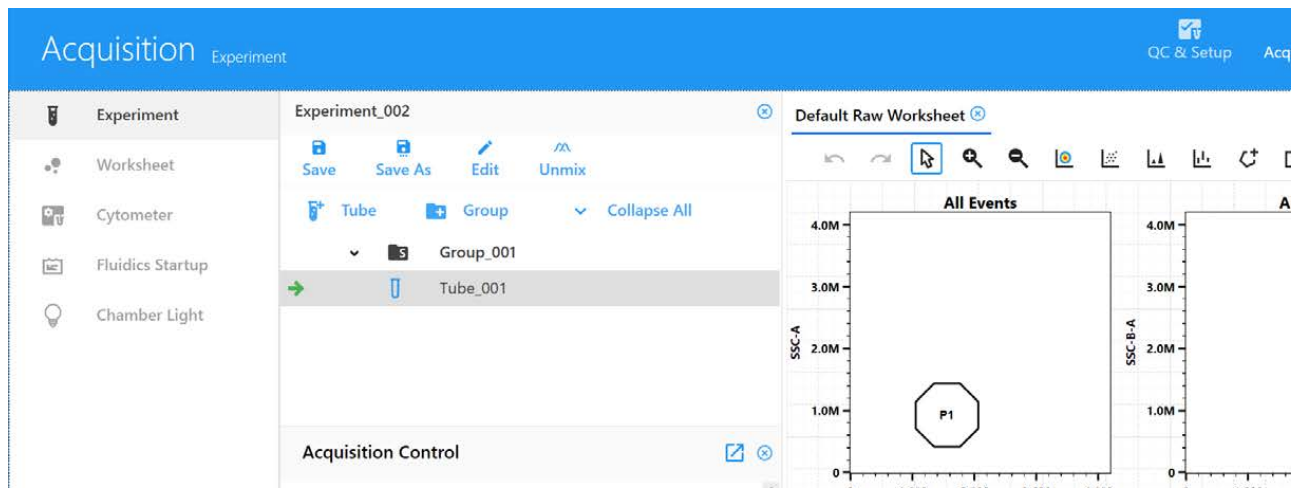 Acquisition Experiment
QC & Setup
Acq
Experiment
Worksheet
Cytometer
Fluidics Startup
Chamber Light
Experiment_002
Save Save As Edit Unmix
Tube Group Collapse All
S Group_001
Tube_001
Acquisition Control
Default Raw Worksheet
All Events
4.0M
3.0M
2.0M
1.0M
0
SSC-A
P1
A
4.0M
3.0M
2.0M
1.0M
0
SSC-B-A